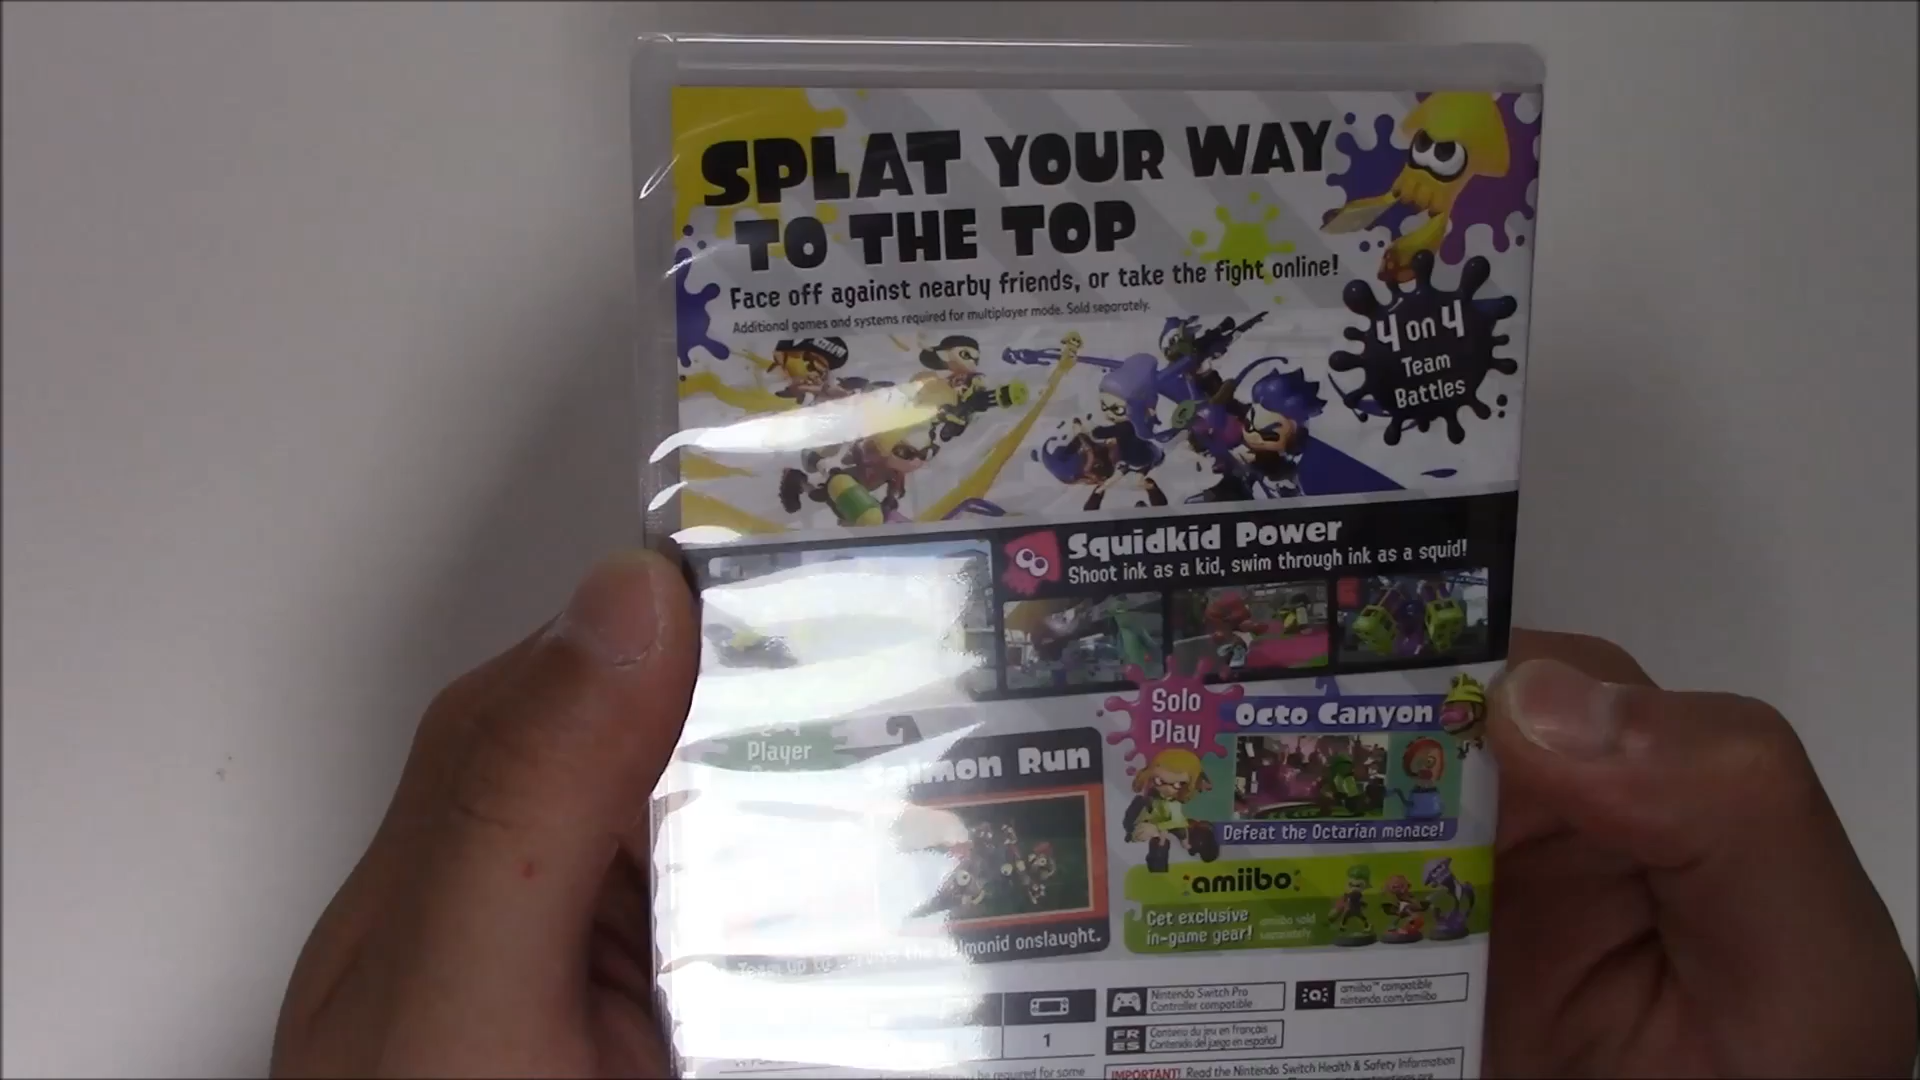 SPLAT YOUR WAY
TO THE TOP
Face off against nearby friends, or take the fight online!
Additional games and systems required for multiplayer mode. Sold separately.
4 on 4
Team
Battles
Squidkid Power
Shoot ink as a kid, swim through ink as a squid!
Player
Salmon Run
Team up to the Salmonid onslaught.
Solo
Play
Octo Canyon
Defeat the Octarian menace!
amiibo
Get exclusive
in-game gear!
amiibo sold
separately.
1
Nintendo Switch Pro
Controller compatible
amiibo™ compatible
nintendo.com/amiibo
FR
ES
Contenu du jeu en français
Contenido del juego en español
be required for some
IMPORTANT! Read the Nintendo Switch Health & Safety Information